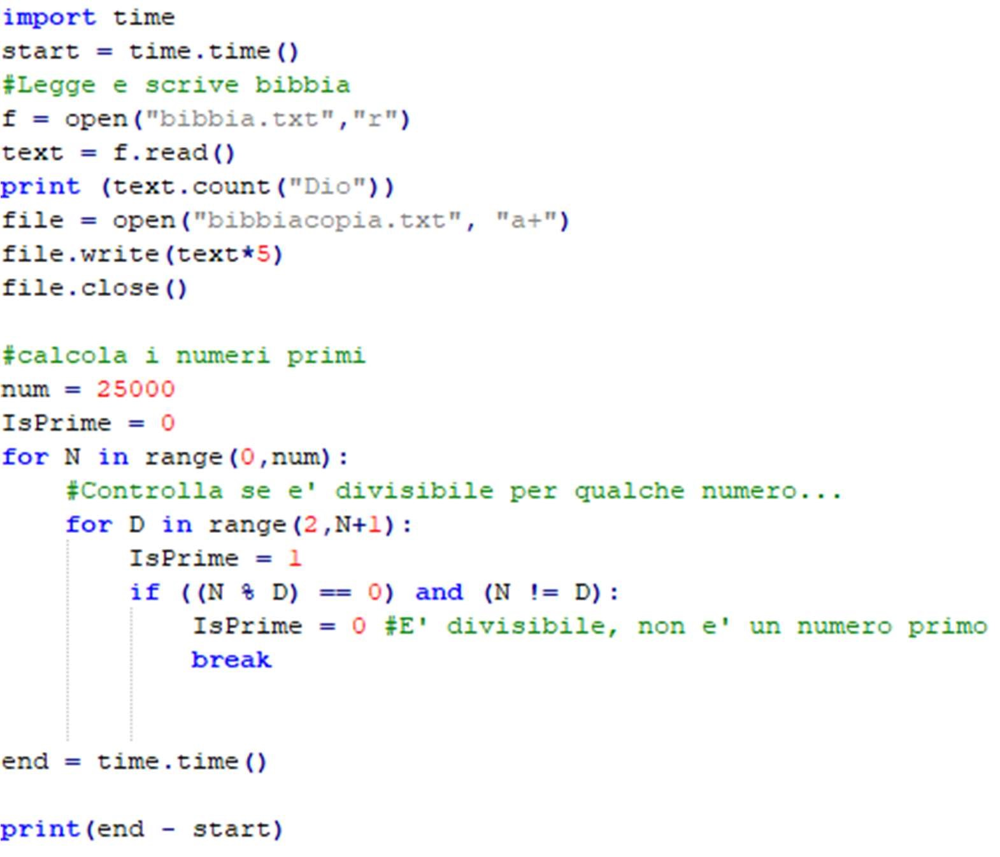 import time
start = time.time()
#Legge e scrive bibbia
f = open("bibbia.txt","r")
text = f.read()
print (text.count("Dio"))
file = open("bibbiacopia.txt", "a+")
file.write(text*5)
file.close()

#calcola i numeri primi
num = 25000
IsPrime = 0
for N in range(0,num):
    #Controlla se e' divisibile per qualche numero...
    for D in range(2,N+1):
        IsPrime = 1
        if ((N % D) == 0) and (N != D):
            IsPrime = 0 #E' divisibile, non e' un numero primo
            break

end = time.time()

print(end - start)